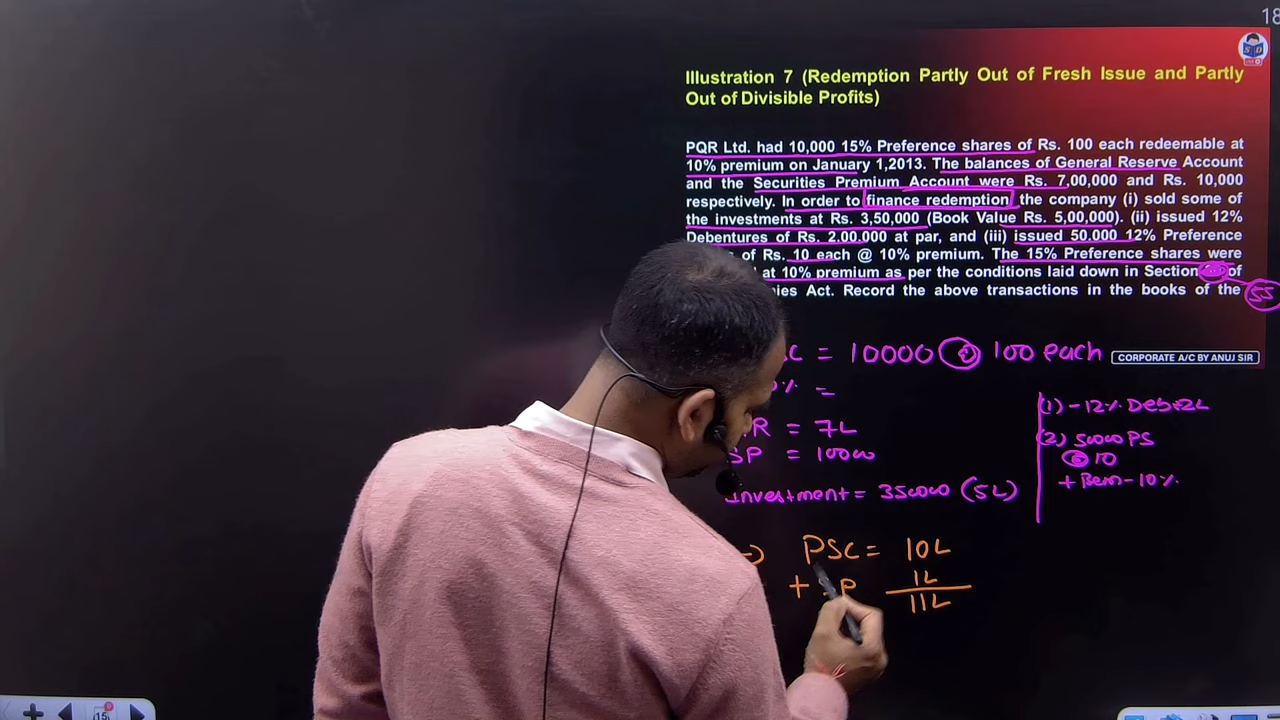 18
Illustration 7 (Redemption Partly Out of Fresh Issue and Partly
Out of Divisible Profits)
PQR Ltd. had 10,000 15% Preference shares of Rs. 100 each redeemable at
10% premium on January 1,2013. The balances of General Reserve Account
and the Securities Premium Account were Rs. 7,00,000 and Rs. 10,000
respectively. In order to finance redemption the company (i) sold some of
the investments at Rs. 3,50,000 (Book Value Rs. 5,00,000). (ii) issued 12%
Debentures of Rs. 2,00,000 at par, and (iii) issued 50,000 12% Preference
of Rs. 10 each @ 10% premium. The 15% Preference shares were
at 10% premium as per the conditions laid down in Section of
Act. Record the above transactions in the books of the
55
= 10000 @ 100 each
CORPORATE A/C BY ANUJ SIR
% =
= 7L
SP = 10000
Investment = 350000 (5L)
(1) - 12% Deb = 2L
(2) 50000 PS
@ 10
+ Prem - 10%
PSC = 10L
+ 1L
11L
15